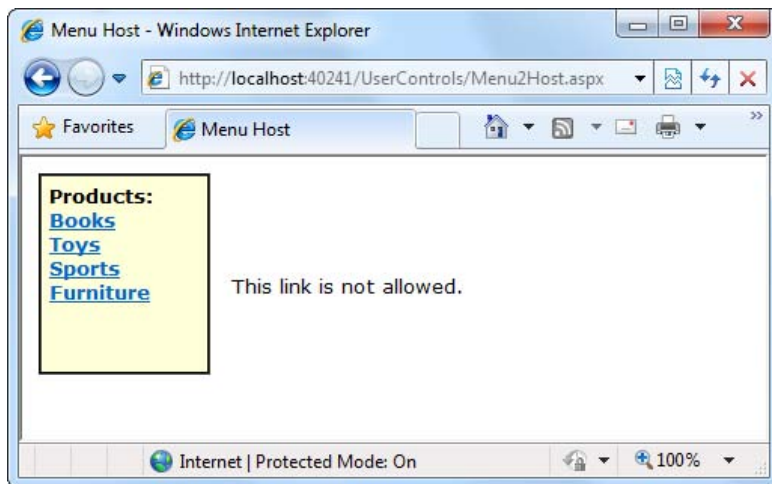 Menu Host - Windows Internet Explorer
http://localhost:40241/UserControls/Menu2Host.aspx
Favorites
Menu Host
Products:
Books
Toys
Sports
Furniture
This link is not allowed.
Internet | Protected Mode: On
100%